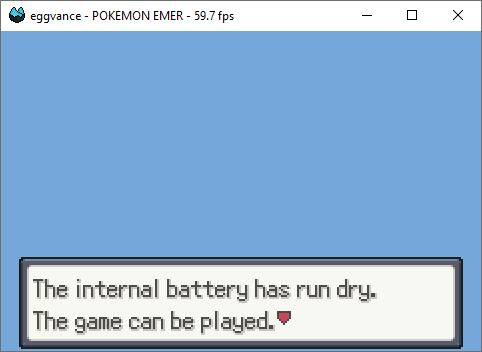 eggvance - POKEMON EMER - 59.7 fps
The internal battery has run dry.
The game can be played.